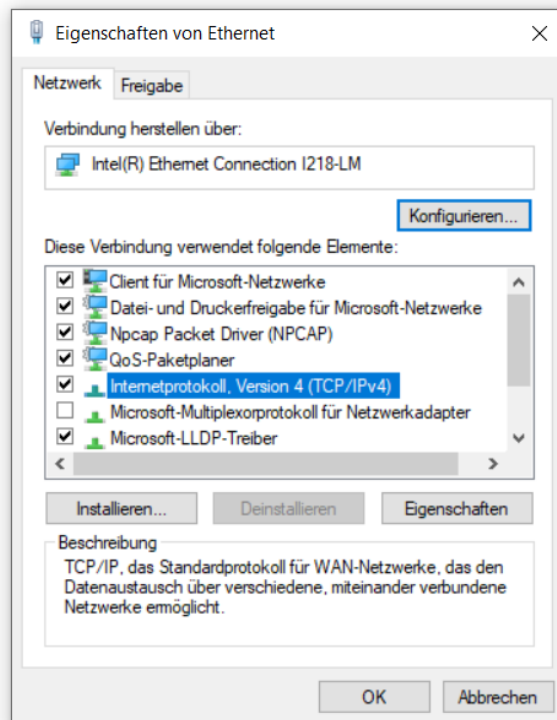 Eigenschaften von Ethernet
Netzwerk
Freigabe
Verbindung herstellen über:
Intel(R) Ethernet Connection I218-LM
Konfigurieren...
Diese Verbindung verwendet folgende Elemente:
Client für Microsoft-Netzwerke
Datei- und Druckerfreigabe für Microsoft-Netzwerke
Npcap Packet Driver (NPCAP)
QoS-Paketplaner
Internetprotokoll, Version 4 (TCP/IPv4)
Microsoft-Multiplexorprotokoll für Netzwerkadapter
Microsoft-LLDP-Treiber
Installieren...
Deinstallieren
Eigenschaften
Beschreibung
TCP/IP, das Standardprotokoll für WAN-Netzwerke, das den
Datenaustausch über verschiedene, miteinander verbundene
Netzwerke ermöglicht.
OK
Abbrechen